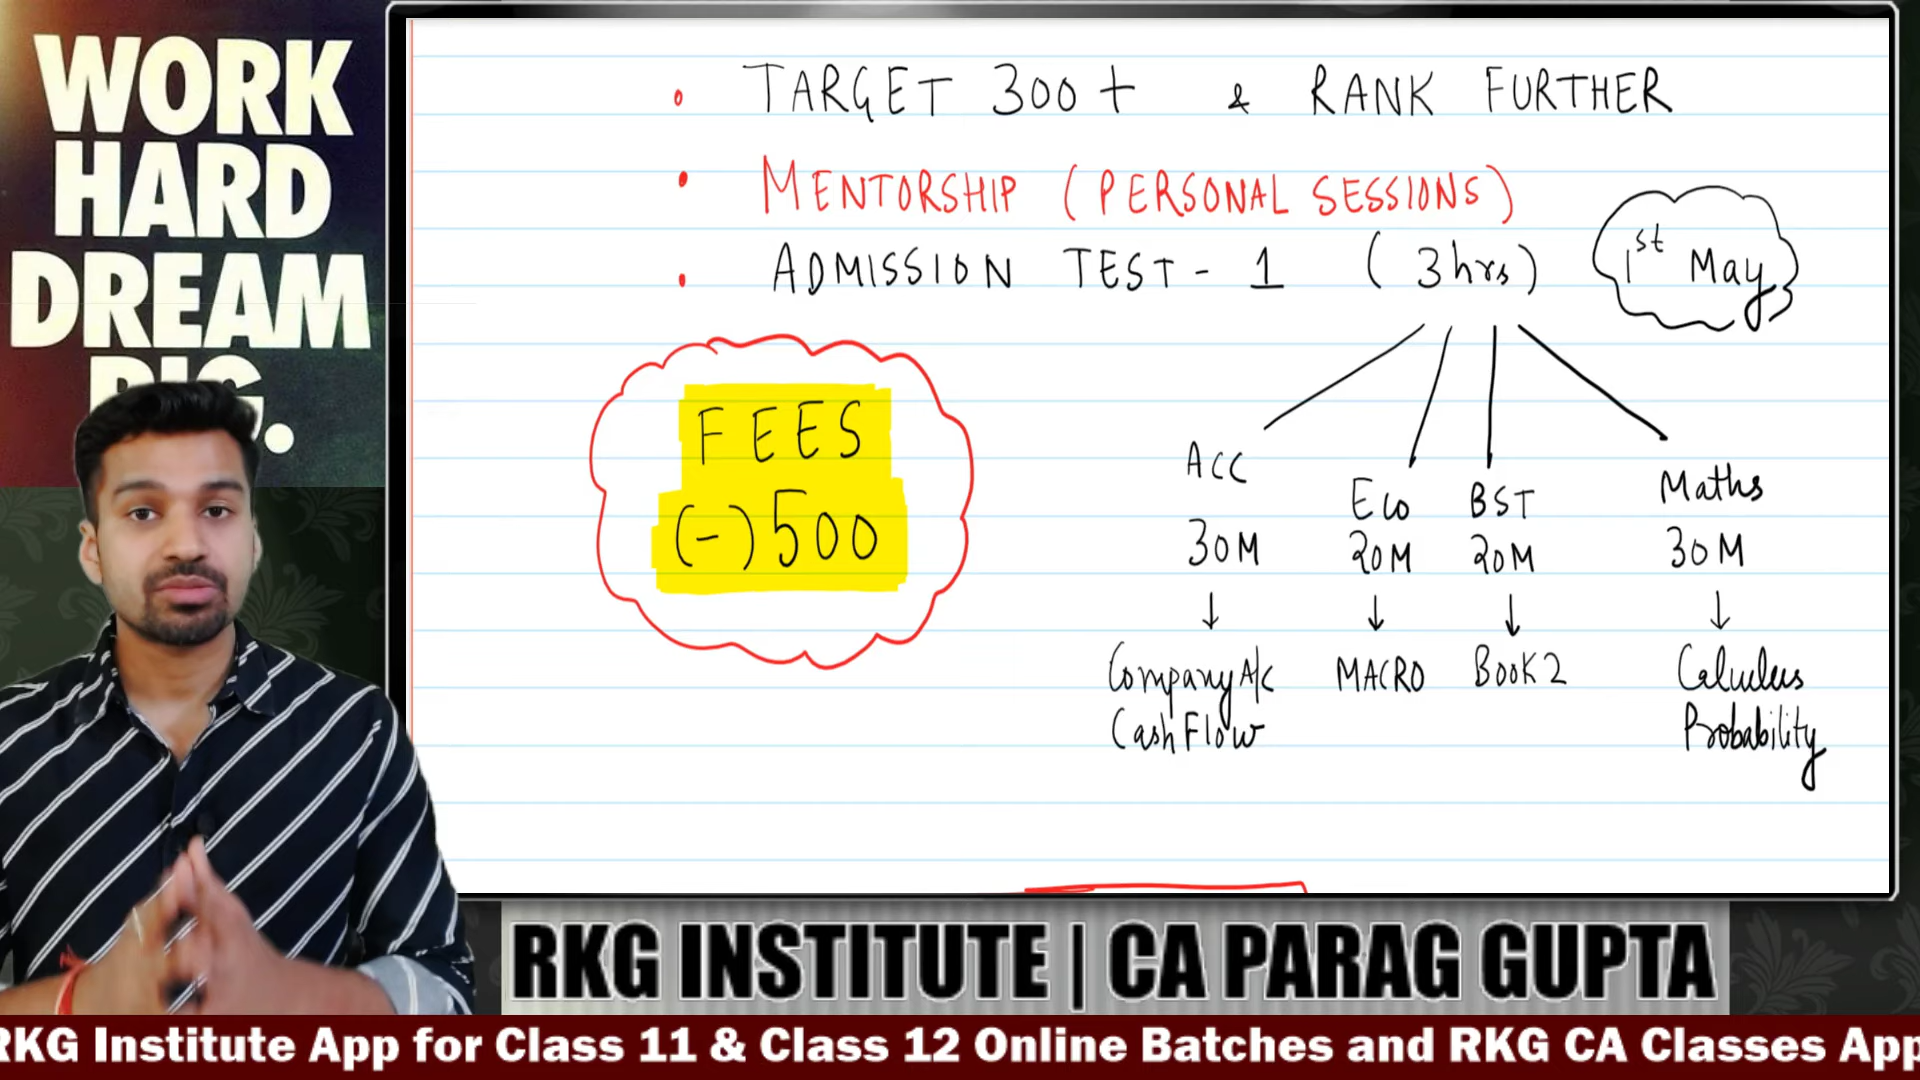 WORK
HARD
DREAM
BIG.
• TARGET 300+ & RANK FURTHER
• MENTORSHIP (PERSONAL SESSIONS)
• ADMISSION TEST - 1 (3hrs) 1st May
FEES
(-) 500
Acc Eco BST Maths
30M 20M 20M 30M
↓ ↓ ↓ ↓
Company A/c MACRO BOOK 2 Calculus
Cash Flow Probability
RKG INSTITUTE | CA PARAG GUPTA
RKG Institute App for Class 11 & Class 12 Online Batches and RKG CA Classes App